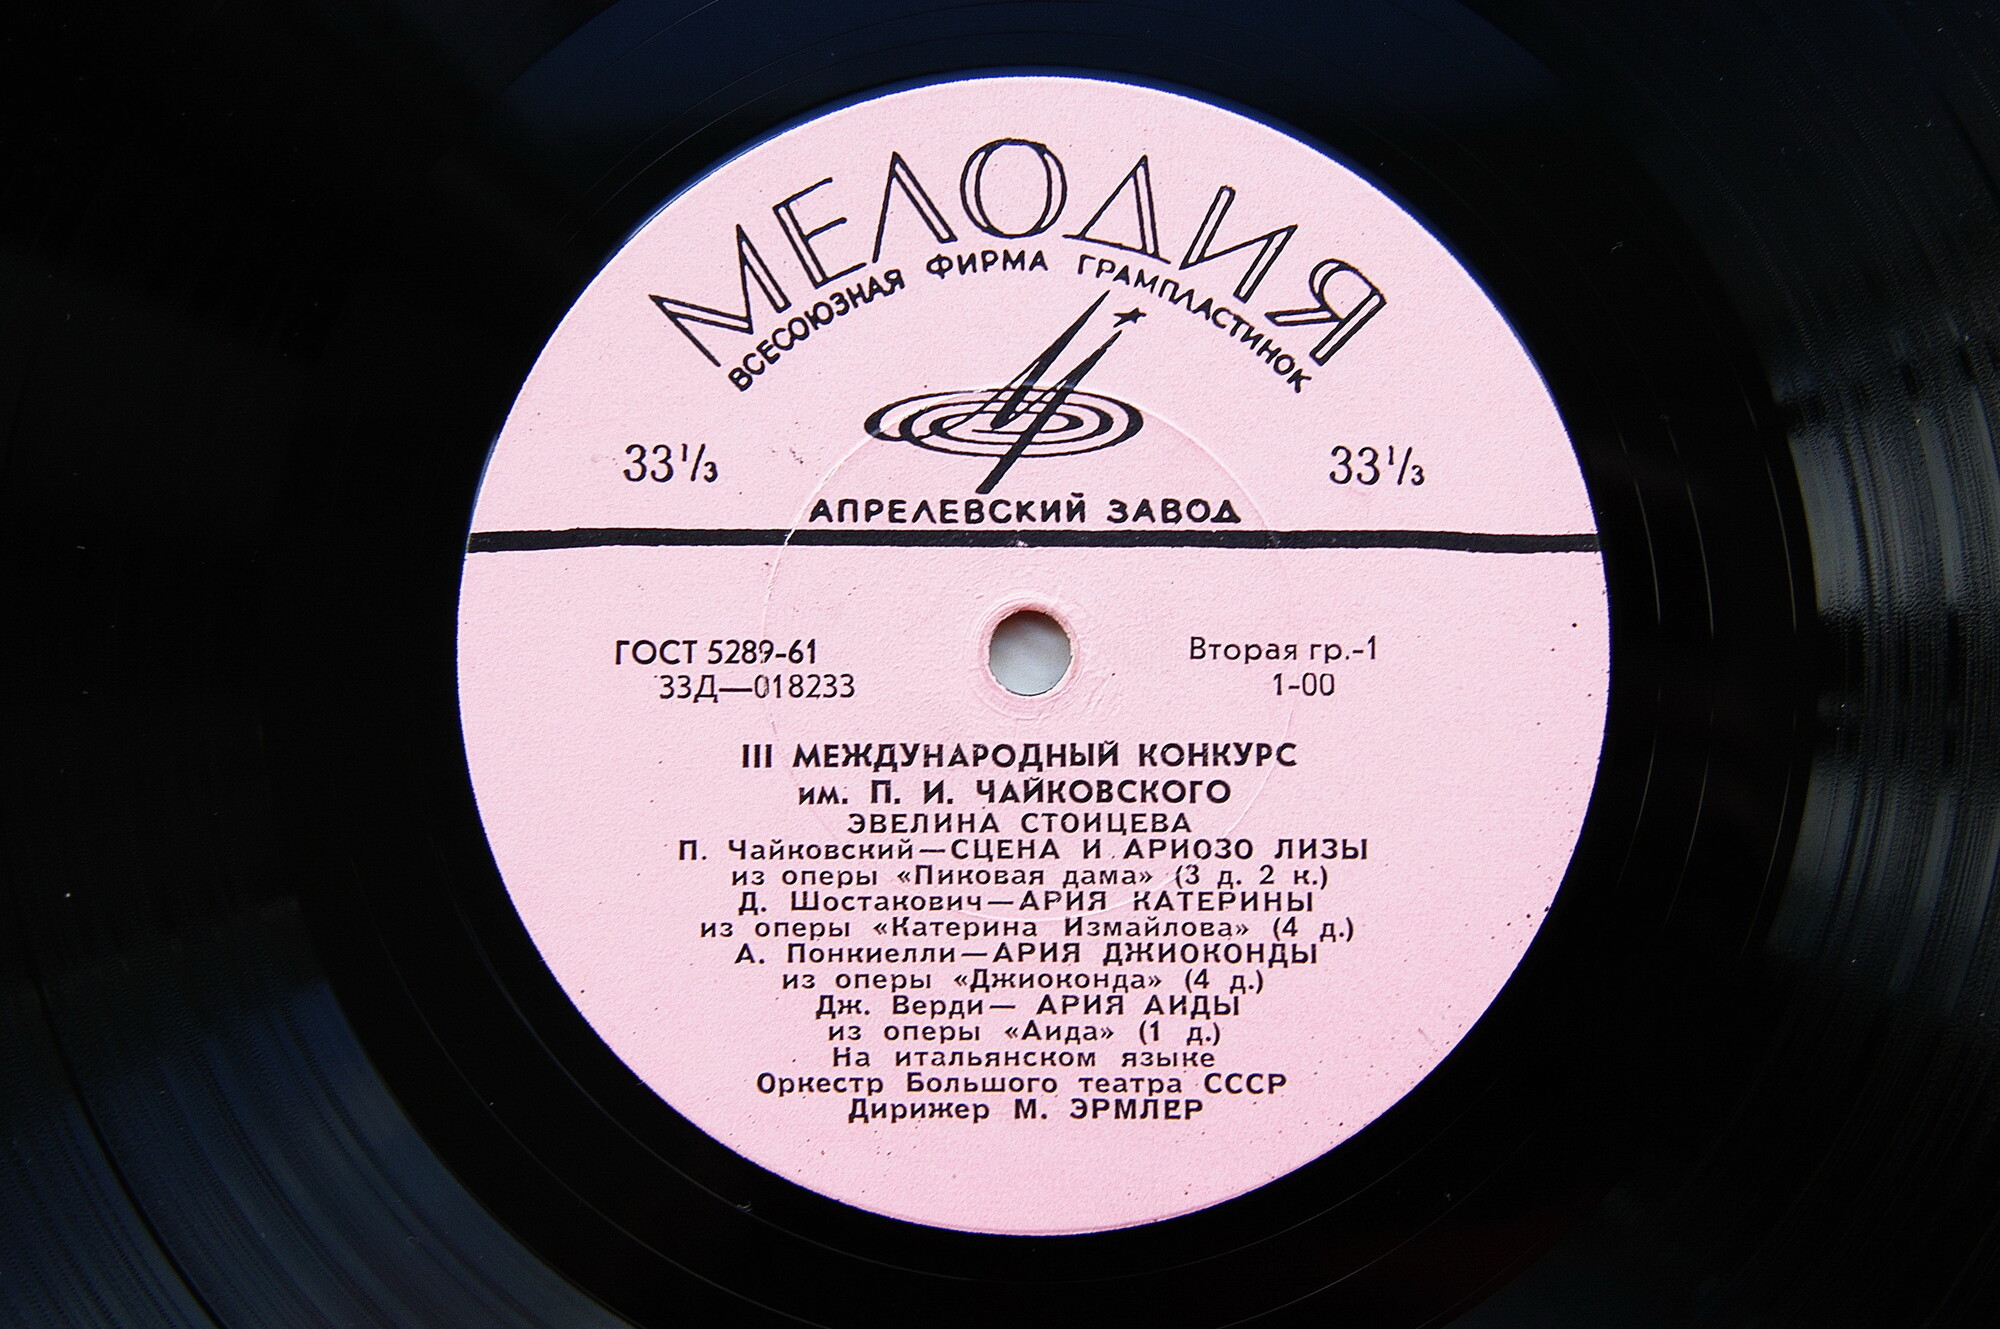 МЕЛОДИЯ
ВСЕСОЮЗНАЯ ФИРМА ГРАМПЛАСТИНОК
33⅓ 33⅓
АПРЕЛЕВСКИЙ ЗАВОД
ГОСТ 5289-61 Вторая гр.-1
33Д—018233 1-00
III МЕЖДУНАРОДНЫЙ КОНКУРС
им. П. И. ЧАЙКОВСКОГО
ЭВЕЛИНА СТОИЦЕВА
П. Чайковский—СЦЕНА И АРИОЗО ЛИЗЫ
из оперы «Пиковая дама» (3 д. 2 к.)
Д. Шостакович—АРИЯ КАТЕРИНЫ
из оперы «Катерина Измайлова» (4 д.)
А. Понкиелли—АРИЯ ДЖИОКОНДЫ
из оперы «Джиоконда» (4 д.)
Дж. Верди— АРИЯ АИДЫ
из оперы «Аида» (1 д.)
На итальянском языке
Оркестр Большого театра СССР
Дирижер М. ЭРМЛЕР